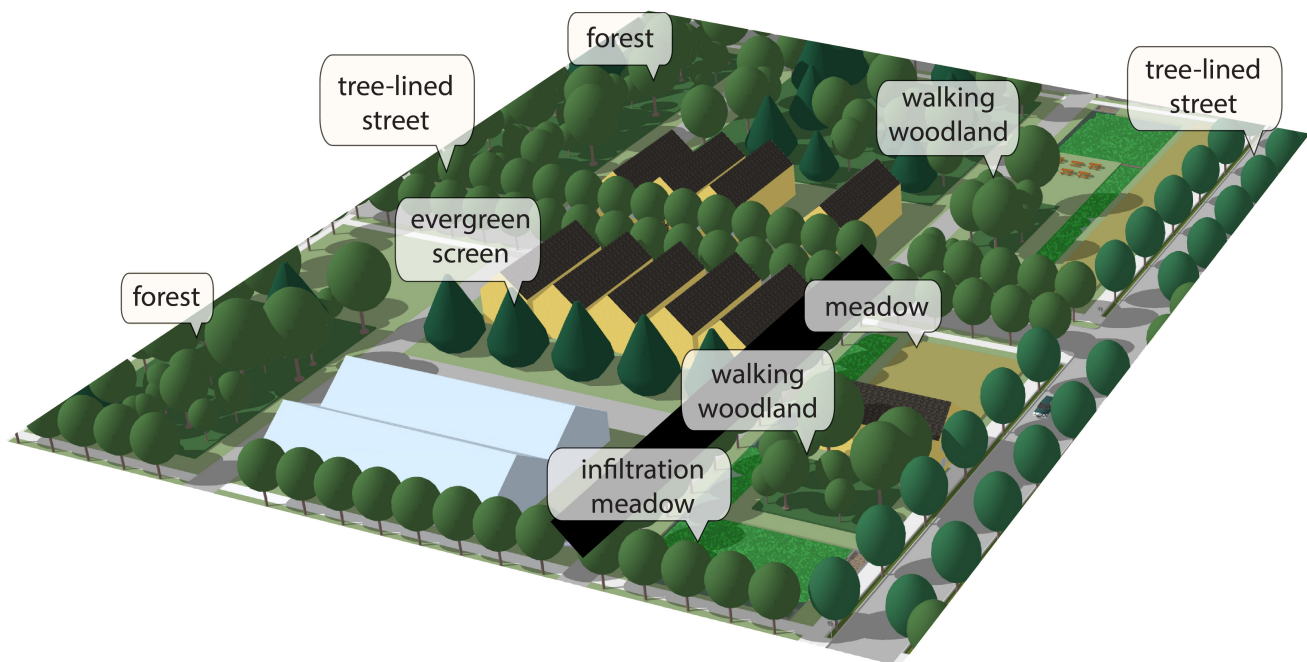 forest
tree-lined
street
walking
woodland
tree-lined
street
evergreen
screen
forest
meadow
walking
woodland
infiltration
meadow